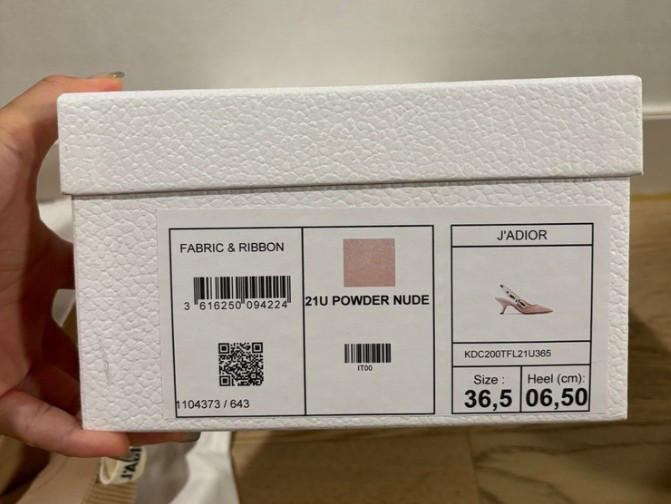 FABRIC & RIBBON
3 616250 094224
1104373 / 643
21U POWDER NUDE
IT00
J'ADIOR
KDC200TFL21U365
Size : Heel (cm):
36,5 06,50